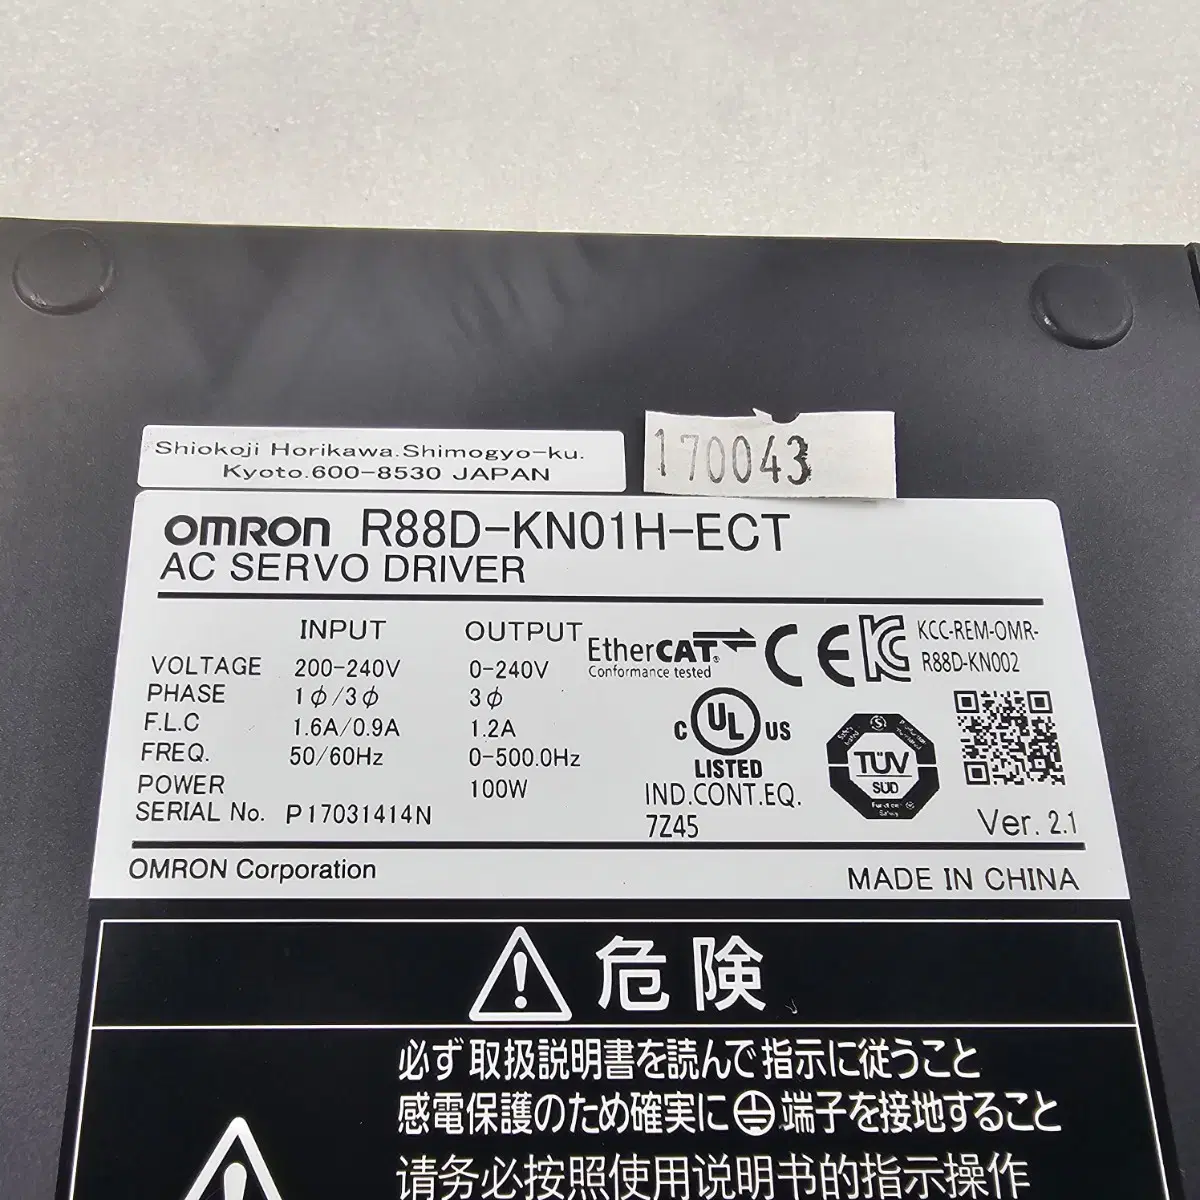 Shiokoji Horikawa.Shimogyo-ku.
Kyoto.600-8530 JAPAN
170043
OMRON R88D-KN01H-ECT
AC SERVO DRIVER
INPUT OUTPUT
VOLTAGE 200-240V 0-240V
PHASE 1ϕ/3ϕ 3ϕ
F.L.C 1.6A/0.9A 1.2A
FREQ. 50/60Hz 0-500.0Hz
POWER 100W
SERIAL No. P17031414N
EtherCAT®
Conformance tested
CE
KCC-REM-OMR-
R88D-KN002
C UL US
LISTED
IND.CONT.EQ.
7Z45
TÜV
SÜD
Ver. 2.1
OMRON Corporation
MADE IN CHINA
危険
必ず取扱説明書を読んで指示に従うこと
感電保護のため確実に⏚端子を接地すること
请务必按照使用说明书的指示操作